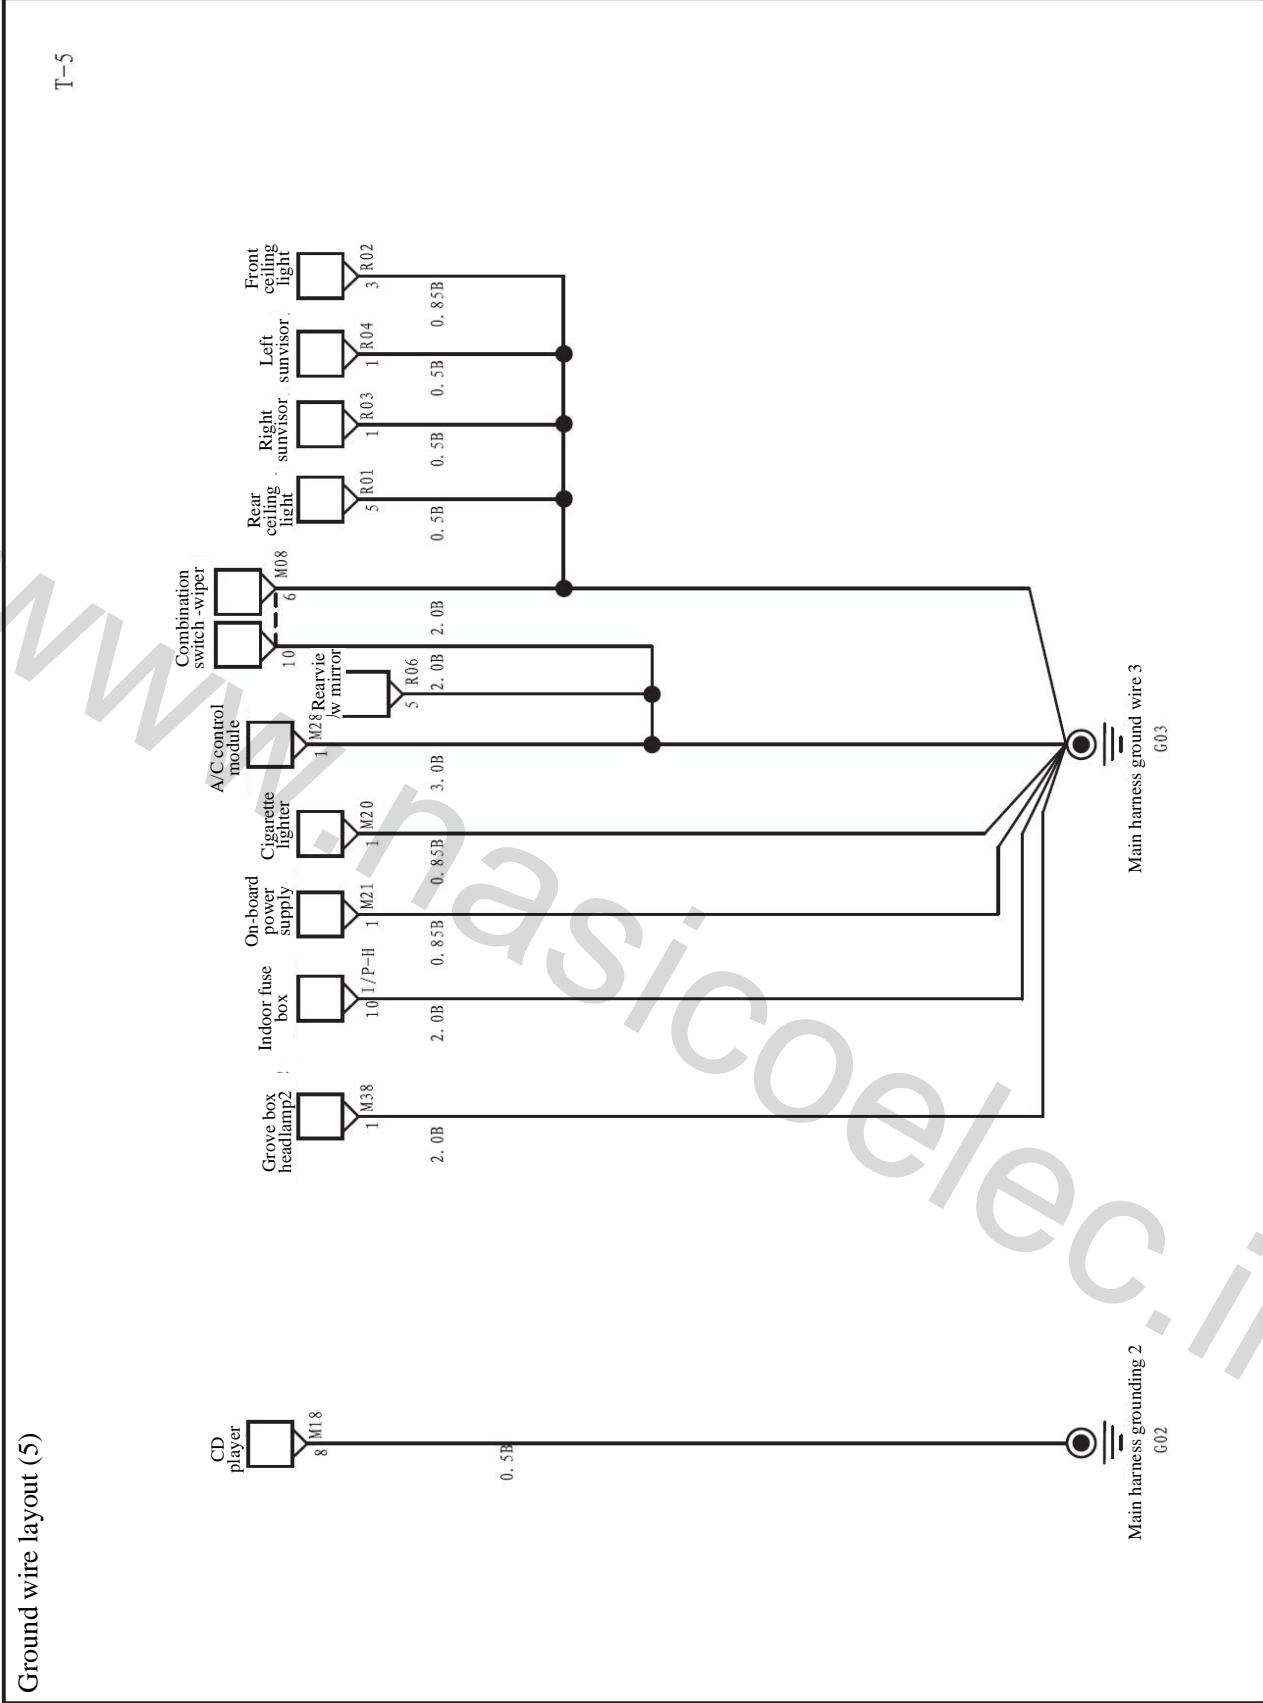 Ground wire layout (5)
T-5
CD
player
8
M18
0.5B
Main harness grounding 2
G02
Grove box
headlamp2
1
M38
2.0B
Indoor fuse
box
10
I/P-H
2.0B
On-board
power
supply
1
M21
0.85B
Cigarette
lighter
1
M20
0.85B
A/C control
module
1
M28
3.0B
Rearvie
w mirror
5
R06
2.0B
Combination
switch -wiper
10
6
M08
2.0B
Rear
ceiling
light
5
R01
0.5B
Right
sunvisor
1
R03
0.5B
Left
sunvisor
1
R04
0.5B
Front
ceiling
light
3
R02
0.85B
Main harness ground wire 3
G03
www.nasicoelec.ir